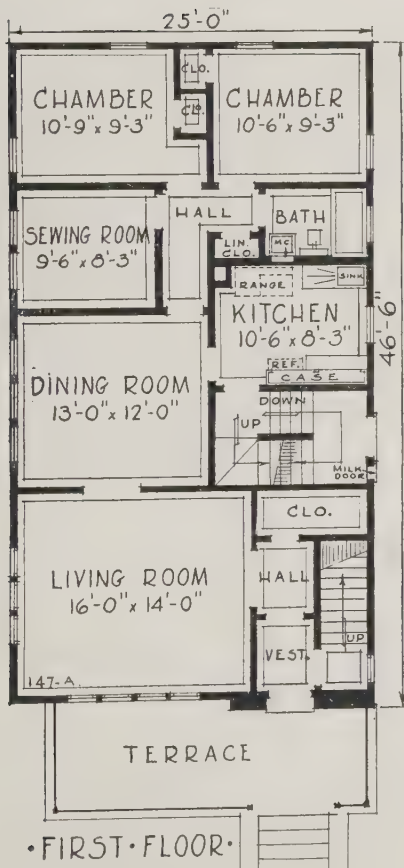 25'-0"
CLO.
CHAMBER
10'-9" x 9'-3"
CLO.
CHAMBER
10'-6" x 9'-3"
HALL
BATH
SEWING ROOM
9'-6" x 8'-3"
LIN.
CLO.
M.C.
RANGE
SINK
KITCHEN
10'-6" x 8'-3"
46'-6"
REF.
CASE
DINING ROOM
13'-0" x 12'-0"
DOWN
UP
MILK
DOOR
CLO.
LIVING ROOM
16'-0" x 14'-0"
HALL
UP
VEST.
147-A
TERRACE
•FIRST•FLOOR•